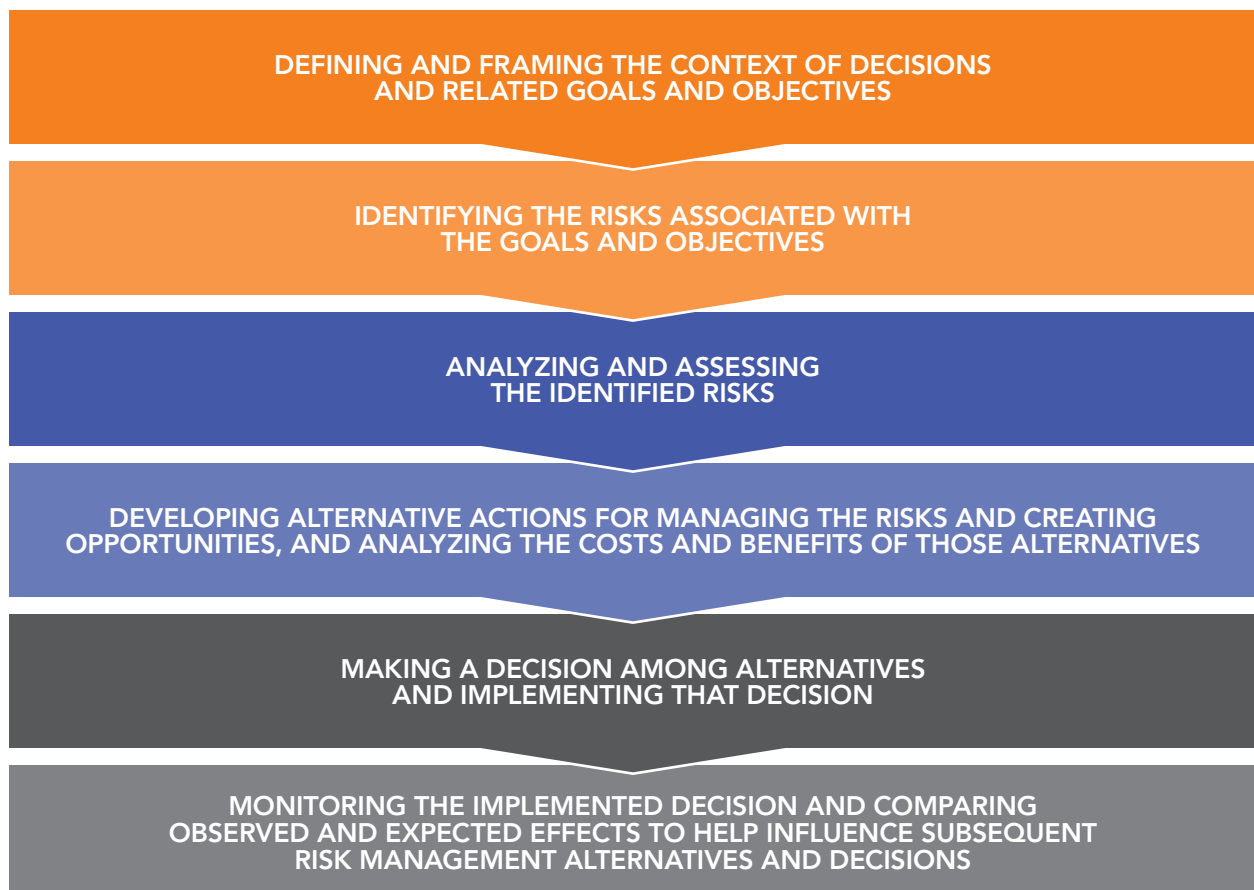 DEFINING AND FRAMING THE CONTEXT OF DECISIONS
AND RELATED GOALS AND OBJECTIVES
IDENTIFYING THE RISKS ASSOCIATED WITH
THE GOALS AND OBJECTIVES
ANALYZING AND ASSESSING
THE IDENTIFIED RISKS
DEVELOPING ALTERNATIVE ACTIONS FOR MANAGING THE RISKS AND CREATING
OPPORTUNITIES, AND ANALYZING THE COSTS AND BENEFITS OF THOSE ALTERNATIVES
MAKING A DECISION AMONG ALTERNATIVES
AND IMPLEMENTING THAT DECISION
MONITORING THE IMPLEMENTED DECISION AND COMPARING
OBSERVED AND EXPECTED EFFECTS TO HELP INFLUENCE SUBSEQUENT
RISK MANAGEMENT ALTERNATIVES AND DECISIONS